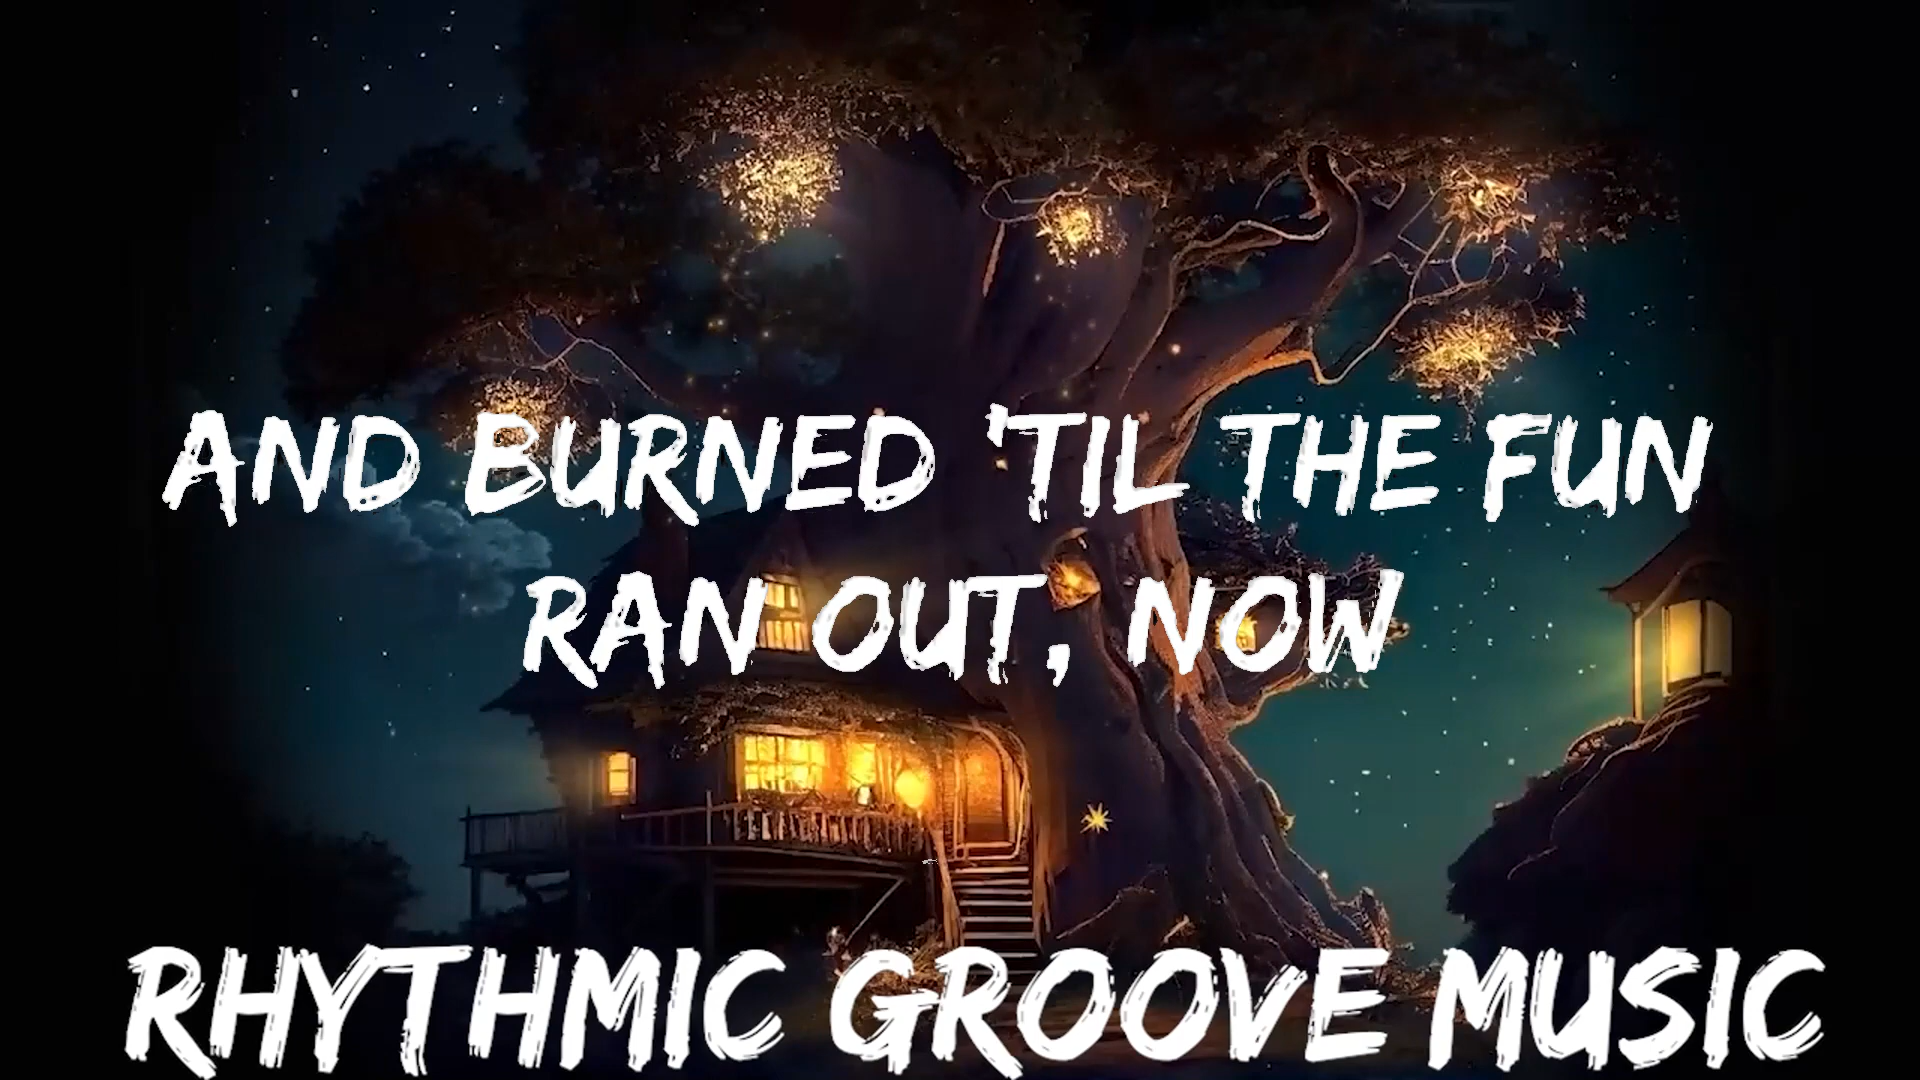 AND BURNED 'TIL THE FUN
RAN OUT, NOW
RHYTHMIC GROOVE MUSIC